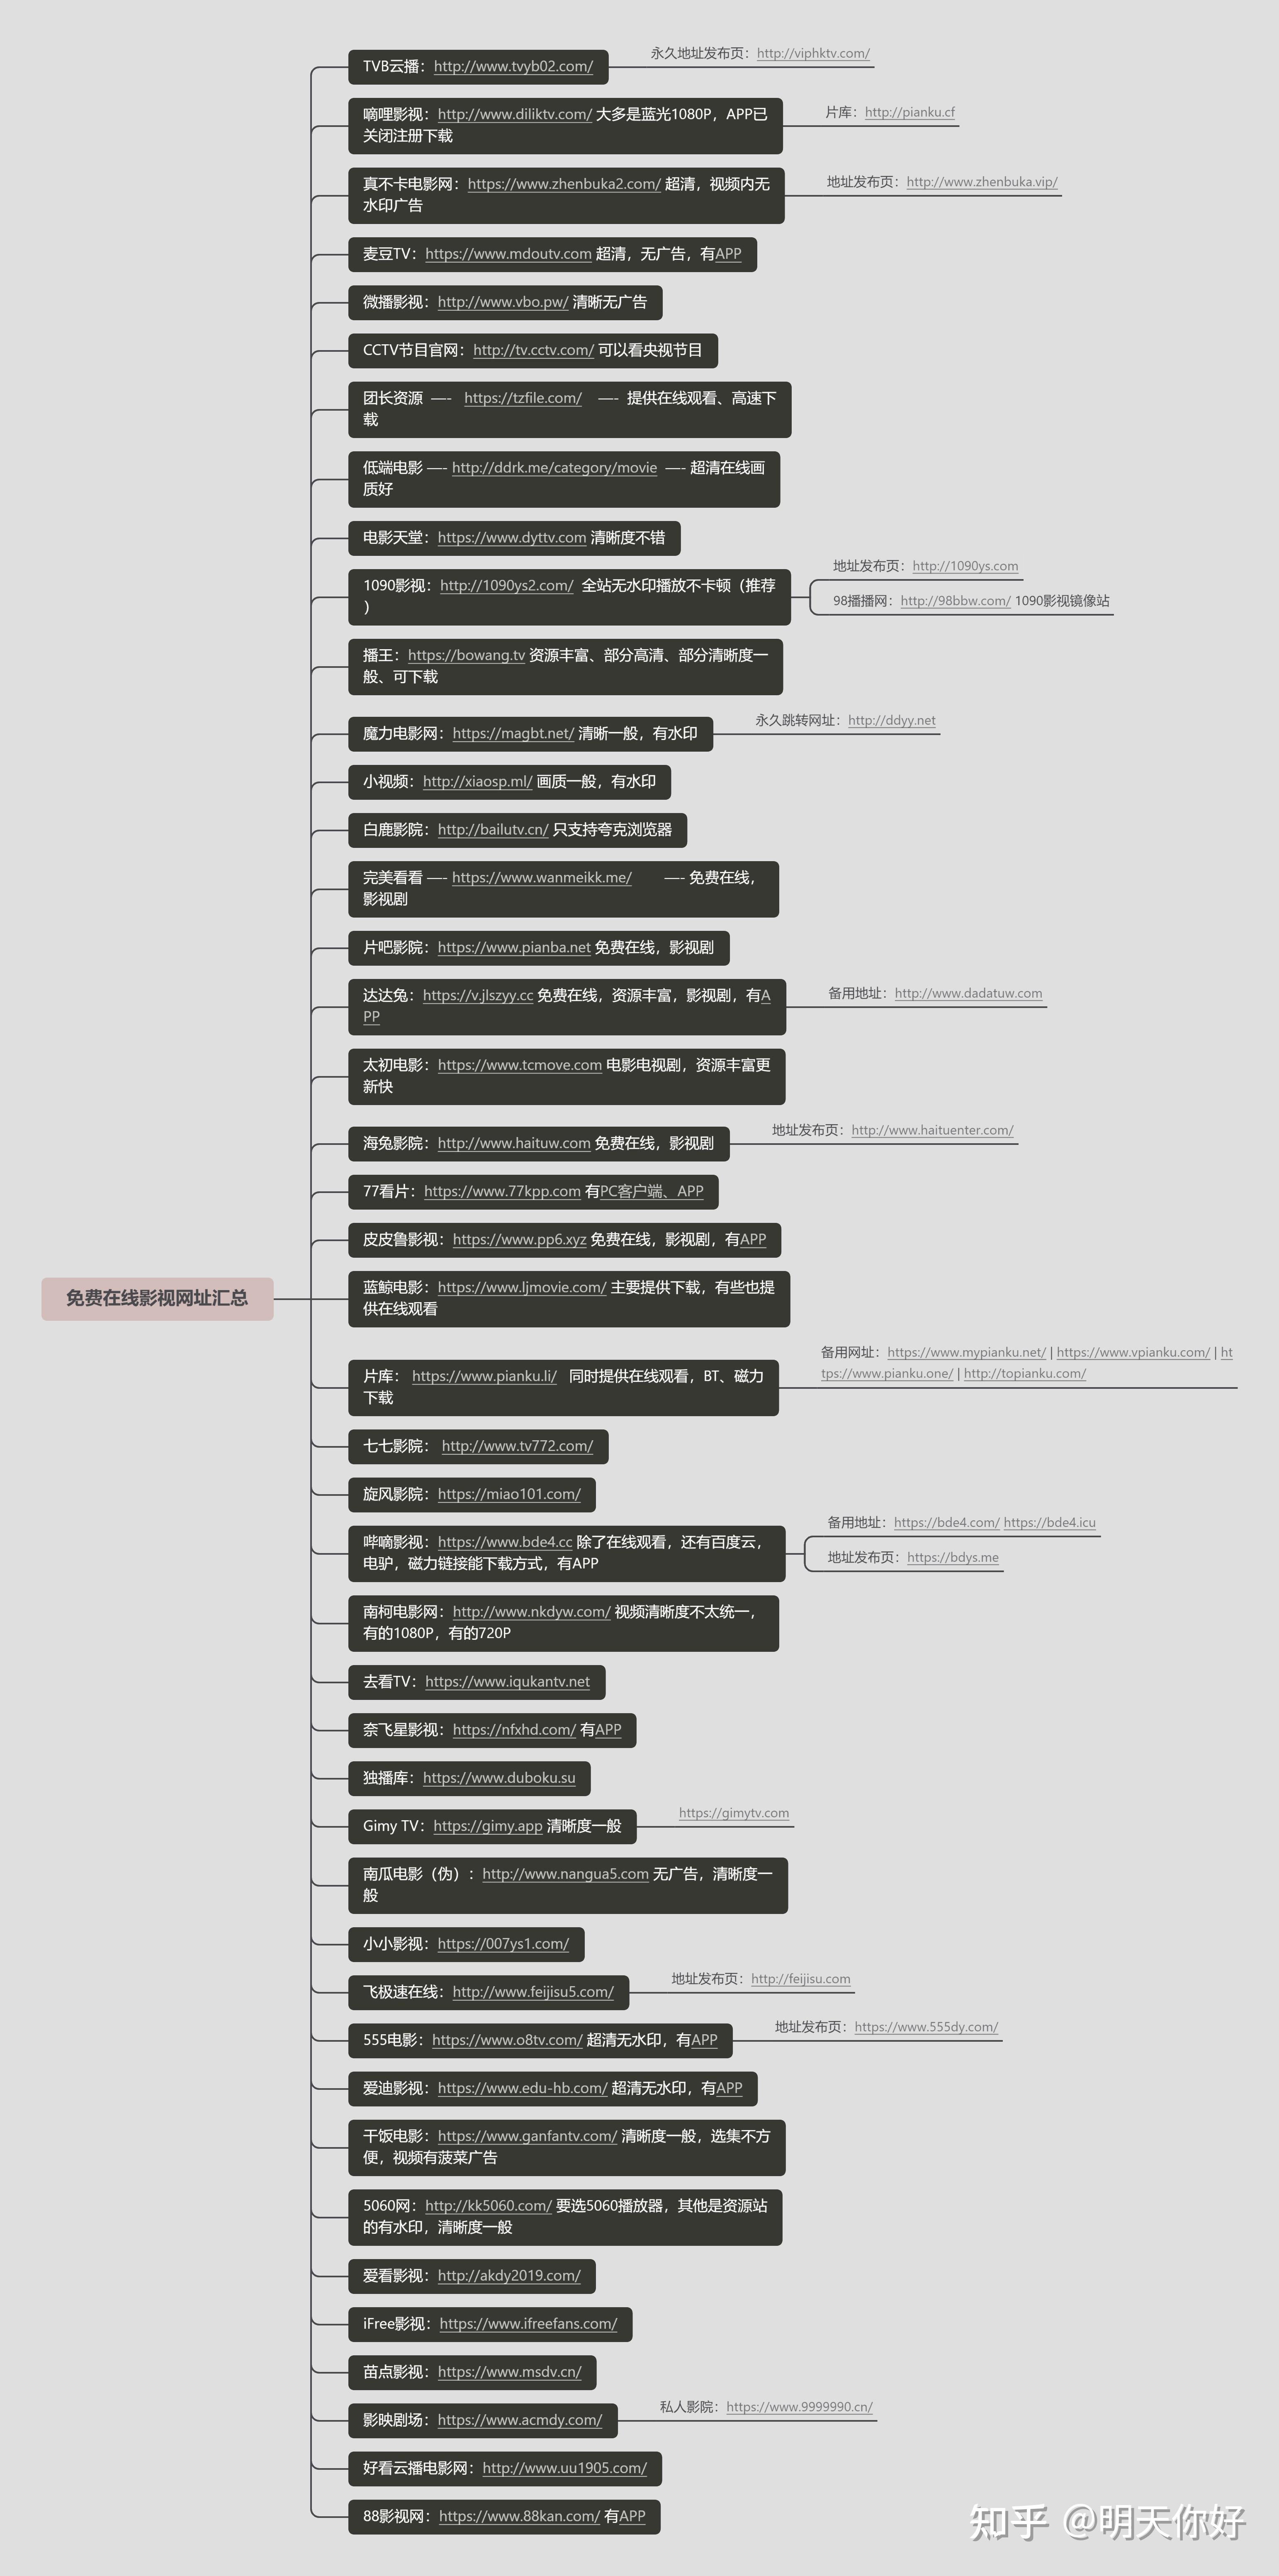 TVB云播：http://www.tvyb02.com/
永久地址发布页：http://viphktv.com/
嘀哩影视：http://www.diliktv.com/ 大多是蓝光1080P，APP已
关闭注册下载
片库：http://pianku.cf
真不卡电影网：https://www.zhenbuka2.com/ 超清，视频内无
水印广告
地址发布页：http://www.zhenbuka.vip/
麦豆TV：https://www.mdoutv.com 超清，无广告，有APP
微播影视：http://www.vbo.pw/ 清晰无广告
CCTV节目官网：http://tv.cctv.com/ 可以看央视节目
团长资源 —- https://tzfile.com/ —- 提供在线观看、高速下
载
低端电影 —- http://ddrk.me/category/movie —- 超清在线画
质好
电影天堂：https://www.dyttv.com 清晰度不错
1090影视：http://1090ys2.com/ 全站无水印播放不卡顿（推荐
）
地址发布页：http://1090ys.com
98播播网：http://98bbw.com/ 1090影视镜像站
播王：https://bowang.tv 资源丰富、部分高清、部分清晰度一
般、可下载
魔力电影网：https://magbt.net/ 清晰一般，有水印
永久跳转网址：http://ddyy.net
小视频：http://xiaosp.ml/ 画质一般，有水印
白鹿影院：http://bailutv.cn/ 只支持夸克浏览器
完美看看 —- https://www.wanmeikk.me/ —- 免费在线，
影视剧
片吧影院：https://www.pianba.net 免费在线，影视剧
达达兔：https://v.jlszyy.cc 免费在线，资源丰富，影视剧，有A
PP
备用地址：http://www.dadatuw.com
太初电影：https://www.tcmove.com 电影电视剧，资源丰富更
新快
海兔影院：http://www.haituw.com 免费在线，影视剧
地址发布页：http://www.haituenter.com/
77看片：https://www.77kpp.com 有PC客户端、APP
皮皮鲁影视：https://www.pp6.xyz 免费在线，影视剧，有APP
免费在线影视网址汇总
蓝鲸电影：https://www.ljmovie.com/ 主要提供下载，有些也提
供在线观看
片库： https://www.pianku.li/ 同时提供在线观看，BT、磁力
下载
备用网址：https://www.mypianku.net/ | https://www.vpianku.com/ | ht
tps://www.pianku.one/ | http://topianku.com/
七七影院： http://www.tv772.com/
旋风影院：https://miao101.com/
哔嘀影视：https://www.bde4.cc 除了在线观看，还有百度云，
电驴，磁力链接能下载方式，有APP
备用地址：https://bde4.com/ https://bde4.icu
地址发布页：https://bdys.me
南柯电影网：http://www.nkdyw.com/ 视频清晰度不太统一，
有的1080P，有的720P
去看TV：https://www.iqukantv.net
奈飞星影视：https://nfxhd.com/ 有APP
独播库：https://www.duboku.su
Gimy TV：https://gimy.app 清晰度一般
https://gimytv.com
南瓜电影（伪）：http://www.nangua5.com 无广告，清晰度一
般
小小影视：https://007ys1.com/
飞极速在线：http://www.feijisu5.com/
地址发布页：http://feijisu.com
555电影：https://www.o8tv.com/ 超清无水印，有APP
地址发布页：https://www.555dy.com/
爱迪影视：https://www.edu-hb.com/ 超清无水印，有APP
干饭电影：https://www.ganfantv.com/ 清晰度一般，选集不方
便，视频有菠菜广告
5060网：http://kk5060.com/ 要选5060播放器，其他是资源站
的有水印，清晰度一般
爱看影视：http://akdy2019.com/
iFree影视：https://www.ifreefans.com/
苗点影视：https://www.msdv.cn/
影映剧场：https://www.acmdy.com/
私人影院：https://www.9999990.cn/
好看云播电影网：http://www.uu1905.com/
88影视网：https://www.88kan.com/ 有APP
知乎 @明天你好